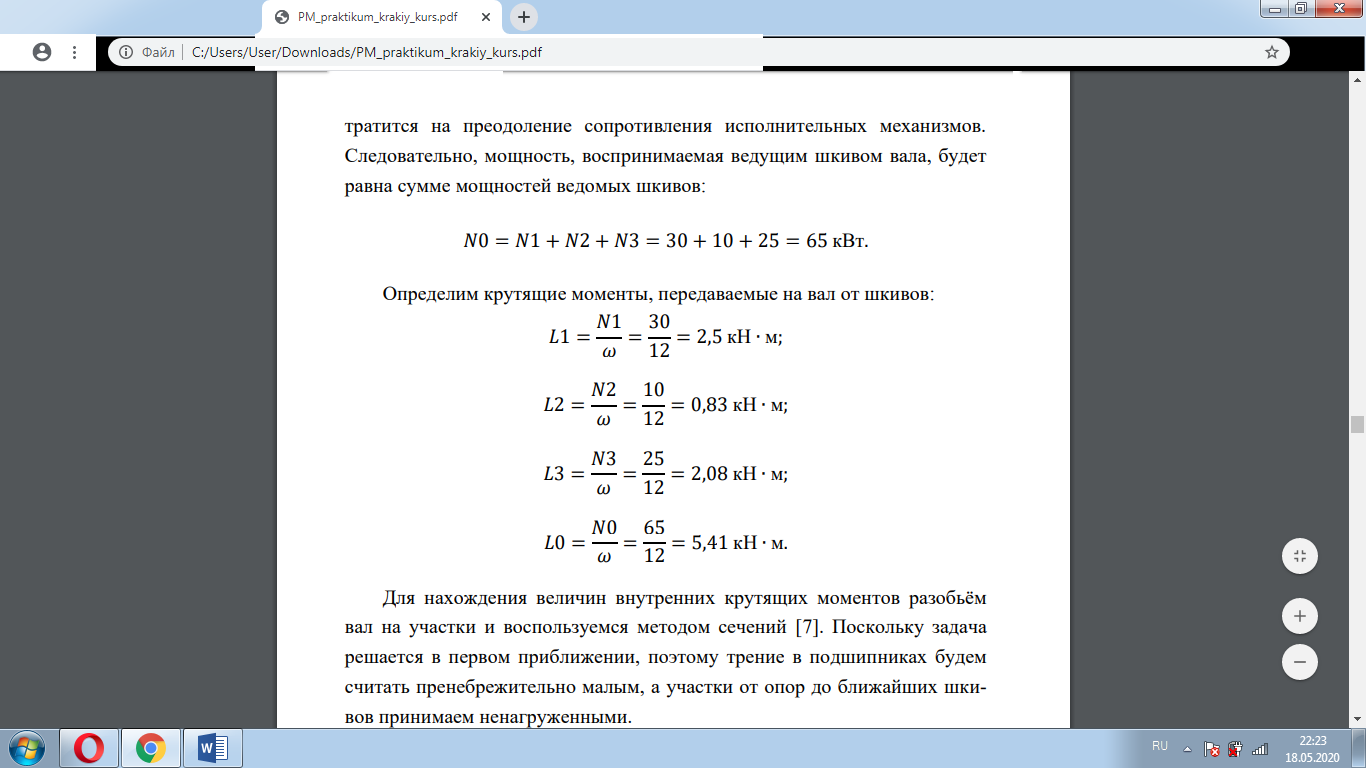 PM_praktikum_krakiy_kurs.pdf
Файл C:/Users/User/Downloads/PM_praktikum_krakiy_kurs.pdf
тратится на преодоление сопротивления исполнительных механизмов.
Следовательно, мощность, воспринимаемая ведущим шкивом вала, будет
равна сумме мощностей ведомых шкивов:
N0 = N1 + N2 + N3 = 30 + 10 + 25 = 65 кВт.
Определим крутящие моменты, передаваемые на вал от шкивов:
L1 = N1/ω = 30/12 = 2,5 кН · м;
L2 = N2/ω = 10/12 = 0,83 кН · м;
L3 = N3/ω = 25/12 = 2,08 кН · м;
L0 = N0/ω = 65/12 = 5,41 кН · м.
Для нахождения величин внутренних крутящих моментов разобьём
вал на участки и воспользуемся методом сечений [7]. Поскольку задача
решается в первом приближении, поэтому трение в подшипниках будем
считать пренебрежительно малым, а участки от опор до ближайших шки-
вов принимаем ненагруженными.
RU
22:23
18.05.2020